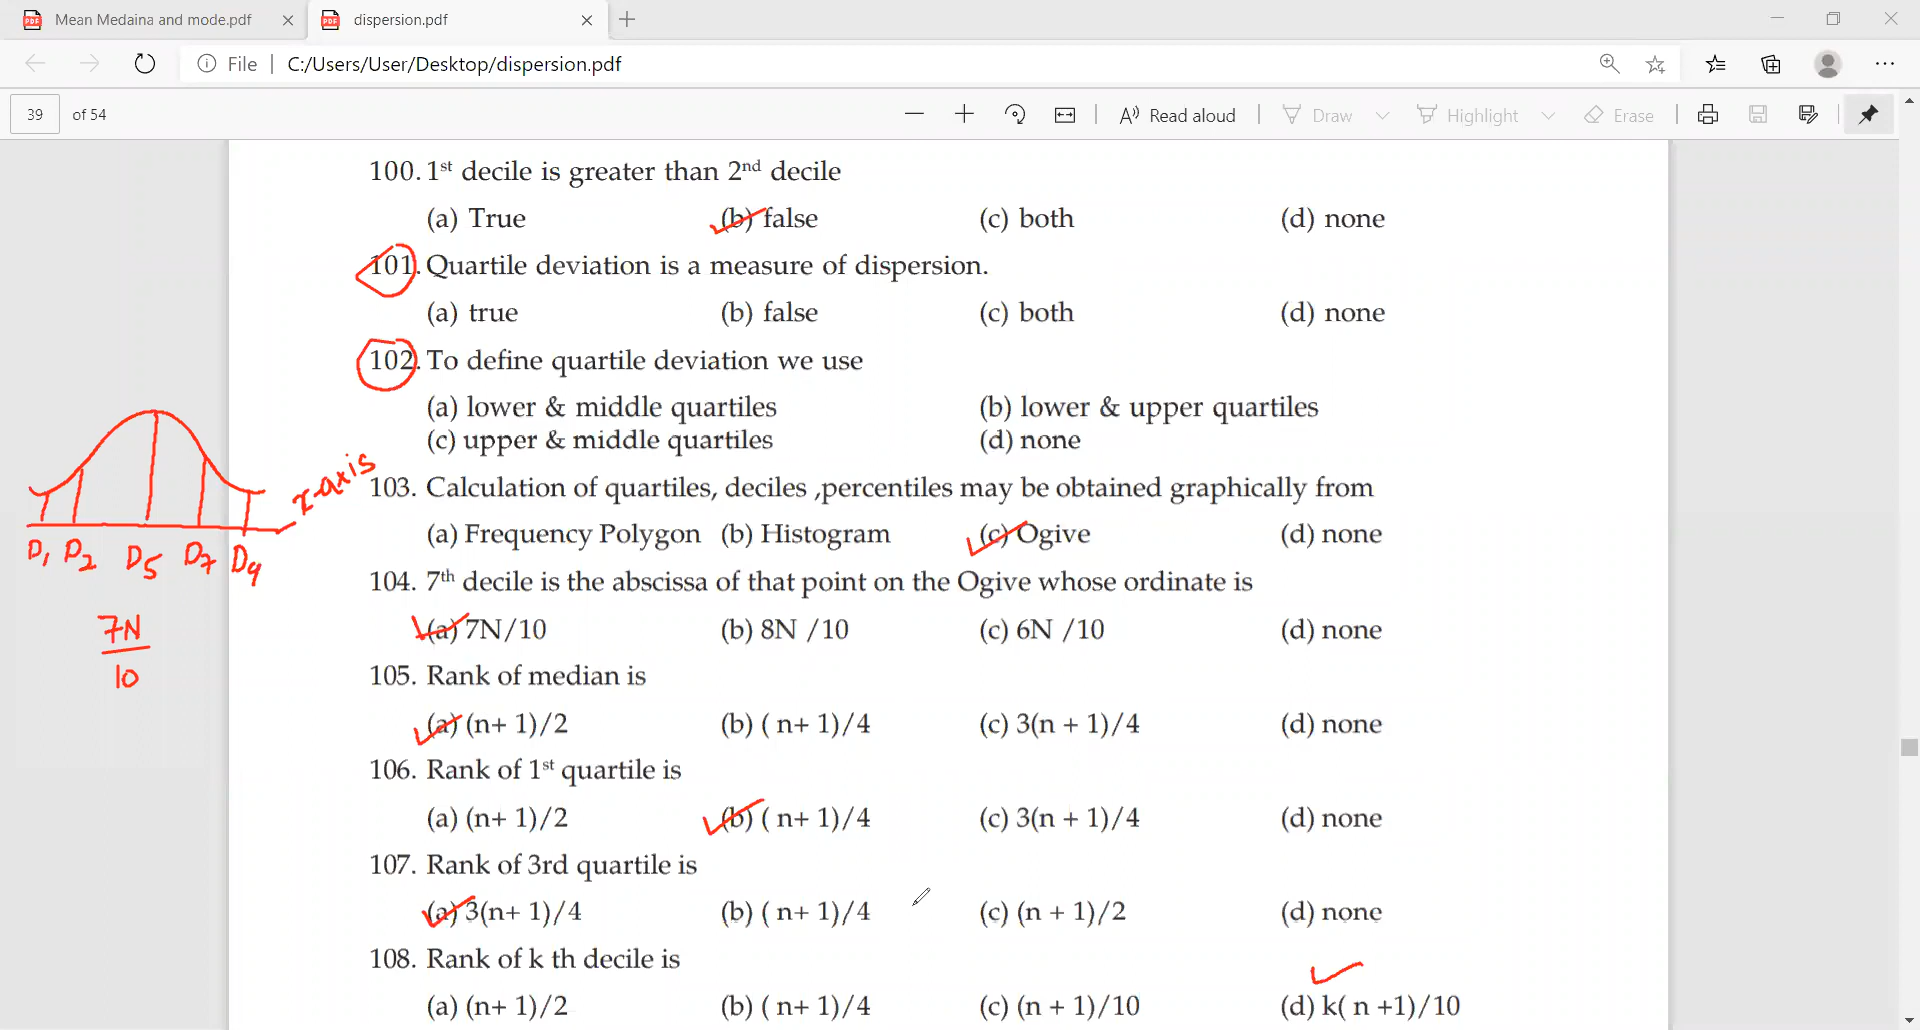 Mean Medaina and mode.pdf
dispersion.pdf
File
C:/Users/User/Desktop/dispersion.pdf
39 of 54
Read aloud
Draw
Highlight
Erase
100. 1st decile is greater than 2nd decile
(a) True (b) false (c) both (d) none
101. Quartile deviation is a measure of dispersion.
(a) true (b) false (c) both (d) none
102. To define quartile deviation we use
(a) lower & middle quartiles (b) lower & upper quartiles
(c) upper & middle quartiles (d) none
103. Calculation of quartiles, deciles ,percentiles may be obtained graphically from
(a) Frequency Polygon (b) Histogram (c) Ogive (d) none
104. 7th decile is the abscissa of that point on the Ogive whose ordinate is
(a) 7N/10 (b) 8N /10 (c) 6N /10 (d) none
105. Rank of median is
(a) (n+ 1)/2 (b) ( n+ 1)/4 (c) 3(n + 1)/4 (d) none
106. Rank of 1st quartile is
(a) (n+ 1)/2 (b) ( n+ 1)/4 (c) 3(n + 1)/4 (d) none
107. Rank of 3rd quartile is
(a) 3(n+ 1)/4 (b) ( n+ 1)/4 (c) (n + 1)/2 (d) none
108. Rank of k th decile is
(a) (n+ 1)/2 (b) ( n+ 1)/4 (c) (n + 1)/10 (d) k( n +1)/10
x-axis
D1 D2 D5 D7 D9
7N
10